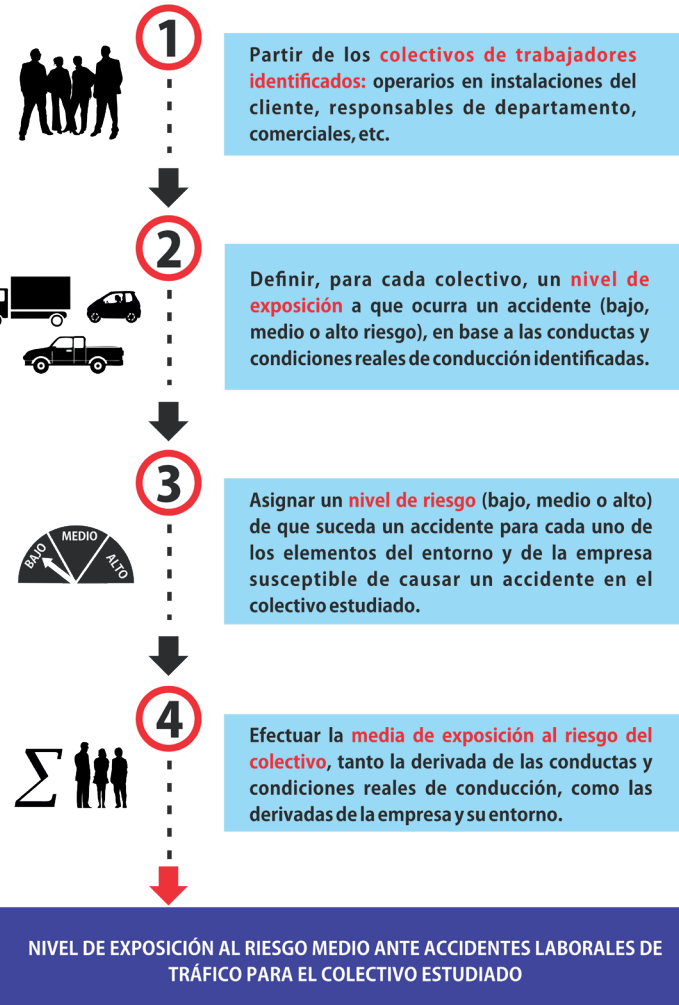 1
Partir de los colectivos de trabajadores
identificados: operarios en instalaciones del
cliente, responsables de departamento,
comerciales, etc.
2
Definir, para cada colectivo, un nivel de
exposición a que ocurra un accidente (bajo,
medio o alto riesgo), en base a las conductas y
condiciones reales de conducción identificadas.
3
Asignar un nivel de riesgo (bajo, medio o alto)
de que suceda un accidente para cada uno de
los elementos del entorno y de la empresa
susceptible de causar un accidente en el
colectivo estudiado.
BAJO
MEDIO
ALTO
4
Efectuar la media de exposición al riesgo del
colectivo, tanto la derivada de las conductas y
condiciones reales de conducción, como las
derivadas de la empresa y su entorno.
Σ
NIVEL DE EXPOSICIÓN AL RIESGO MEDIO ANTE ACCIDENTES LABORALES DE
TRÁFICO PARA EL COLECTIVO ESTUDIADO